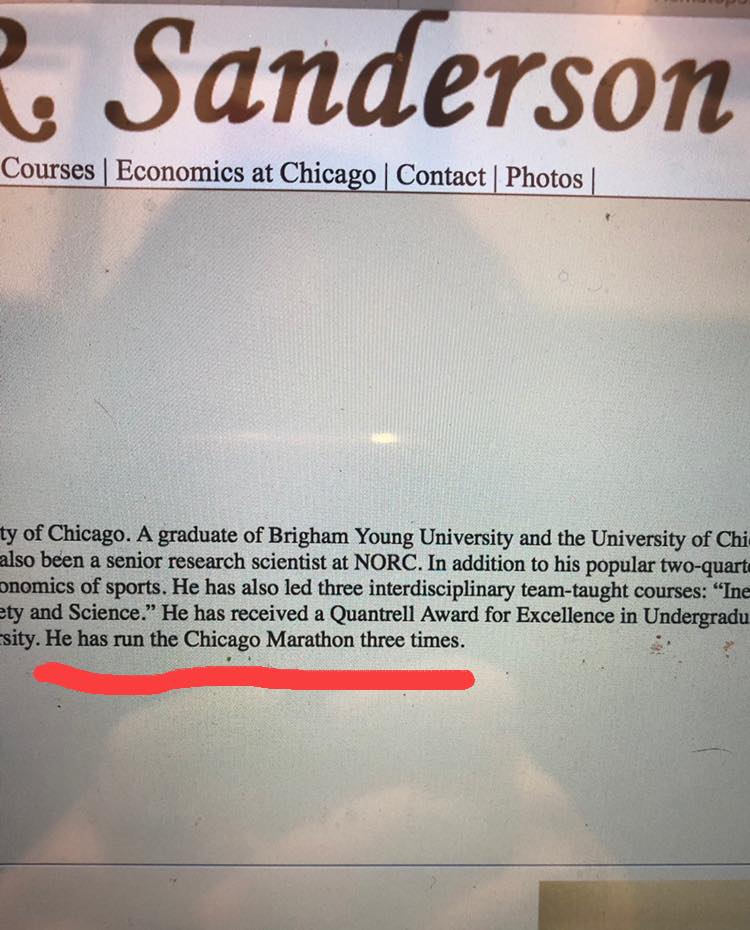 R. Sanderson
Courses | Economics at Chicago | Contact | Photos |
ty of Chicago. A graduate of Brigham Young University and the University of Chi
also been a senior research scientist at NORC. In addition to his popular two-quart
onomics of sports. He has also led three interdisciplinary team-taught courses: “Ine
ety and Science.” He has received a Quantrell Award for Excellence in Undergradu
rsity. He has run the Chicago Marathon three times.